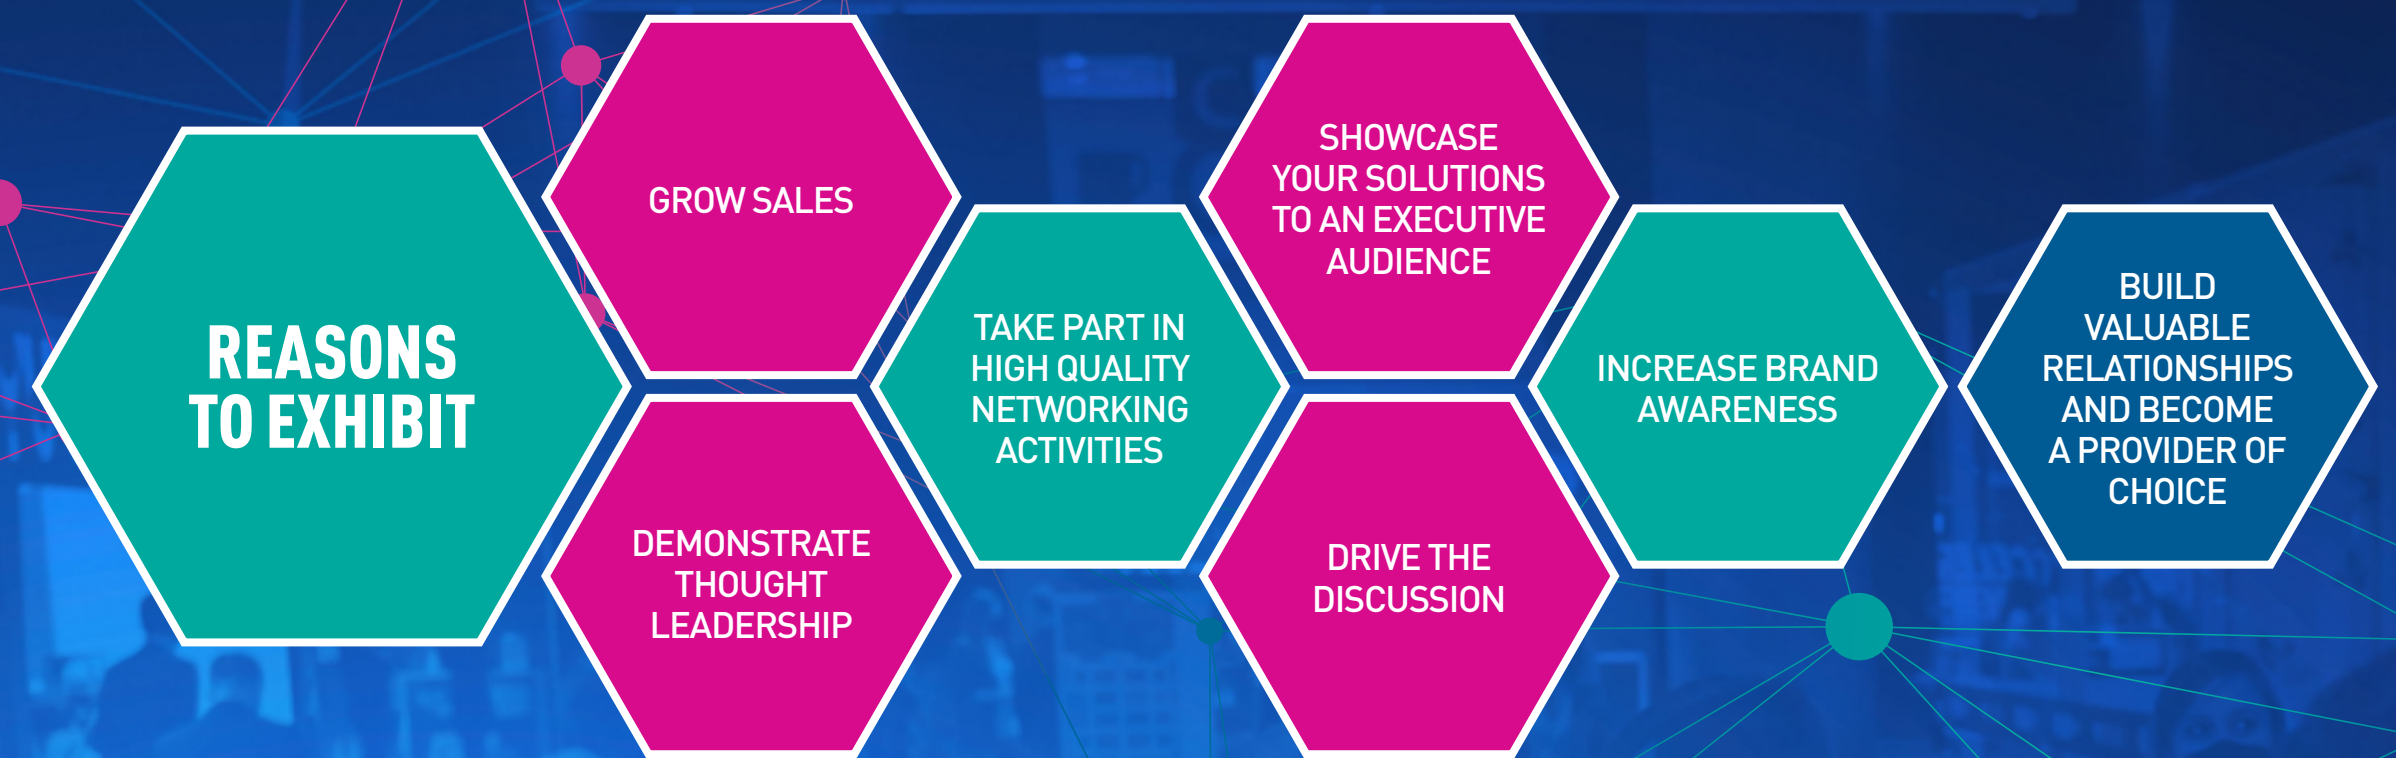 REASONS
TO EXHIBIT
GROW SALES
DEMONSTRATE
THOUGHT
LEADERSHIP
TAKE PART IN
HIGH QUALITY
NETWORKING
ACTIVITIES
SHOWCASE
YOUR SOLUTIONS
TO AN EXECUTIVE
AUDIENCE
DRIVE THE
DISCUSSION
INCREASE BRAND
AWARENESS
BUILD
VALUABLE
RELATIONSHIPS
AND BECOME
A PROVIDER OF
CHOICE